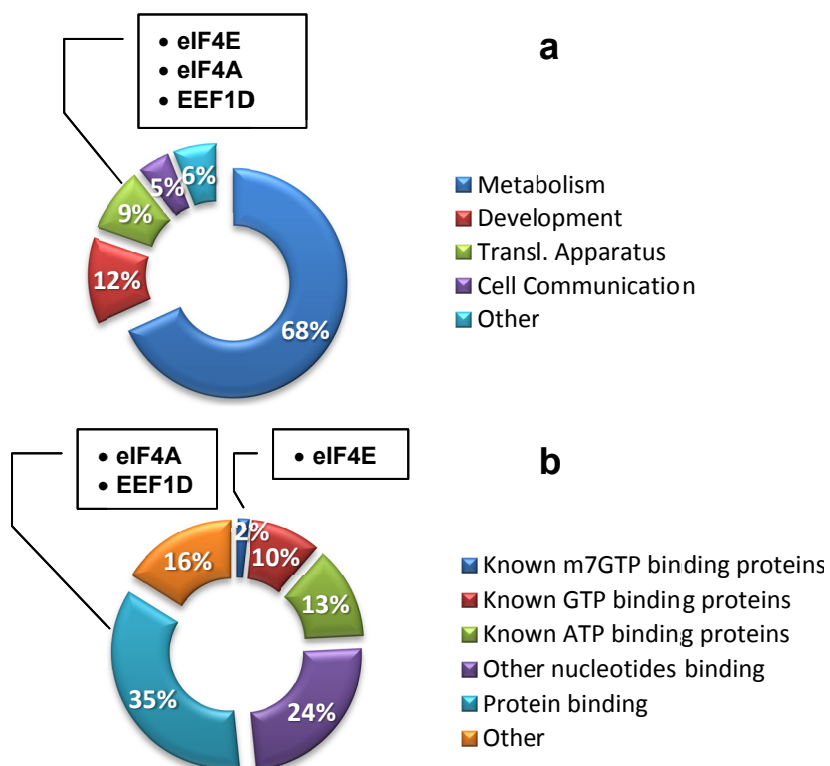 • eIF4E
• eIF4A
• EEF1D
a
6%
5%
9%
12%
68%
Metabolism
Development
Transl. Apparatus
Cell Communication
Other
• eIF4A
• EEF1D
• eIF4E
b
2%
10%
16%
13%
35%
24%
Known m7GTP binding proteins
Known GTP binding proteins
Known ATP binding proteins
Other nucleotides binding
Protein binding
Other